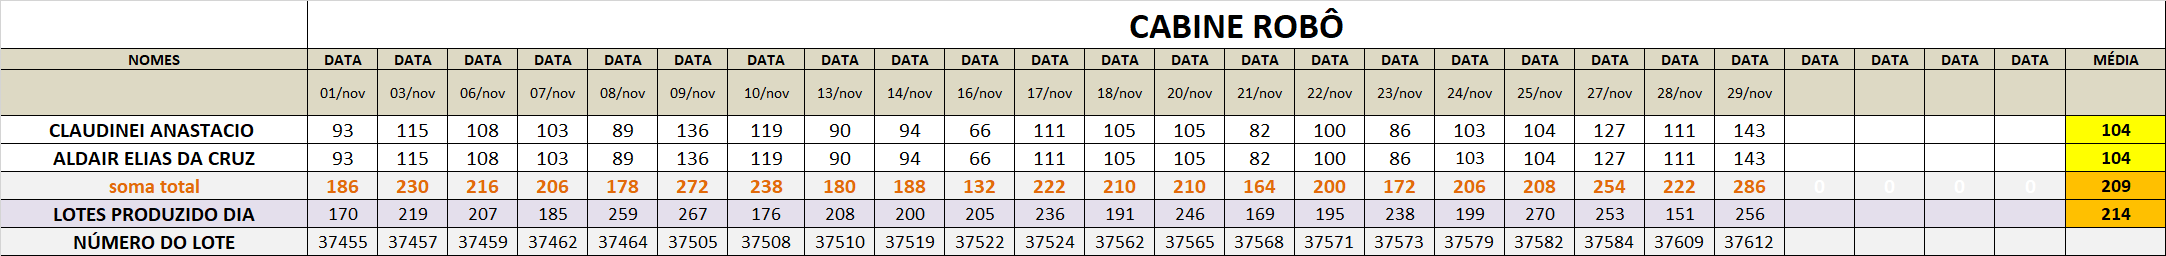 CABINE ROBÔ
NOMES DATA DATA DATA DATA DATA DATA DATA DATA DATA DATA DATA DATA DATA DATA DATA DATA DATA DATA DATA DATA DATA DATA DATA DATA DATA MÉDIA
01/nov 03/nov 06/nov 07/nov 08/nov 09/nov 10/nov 13/nov 14/nov 16/nov 17/nov 18/nov 20/nov 21/nov 22/nov 23/nov 24/nov 25/nov 27/nov 28/nov 29/nov
CLAUDINEI ANASTACIO 93 115 108 103 89 136 119 90 94 66 111 105 105 82 100 86 103 104 127 111 143 104
ALDAIR ELIAS DA CRUZ 93 115 108 103 89 136 119 90 94 66 111 105 105 82 100 86 103 104 127 111 143 104
soma total 186 230 216 206 178 272 238 180 188 132 222 210 210 164 200 172 206 208 254 222 286 0 0 0 0 209
LOTES PRODUZIDO DIA 170 219 207 185 259 267 176 208 200 205 236 191 246 169 195 238 199 270 253 151 256 214
NÚMERO DO LOTE 37455 37457 37459 37462 37464 37505 37508 37510 37519 37522 37524 37562 37565 37568 37571 37573 37579 37582 37584 37609 37612